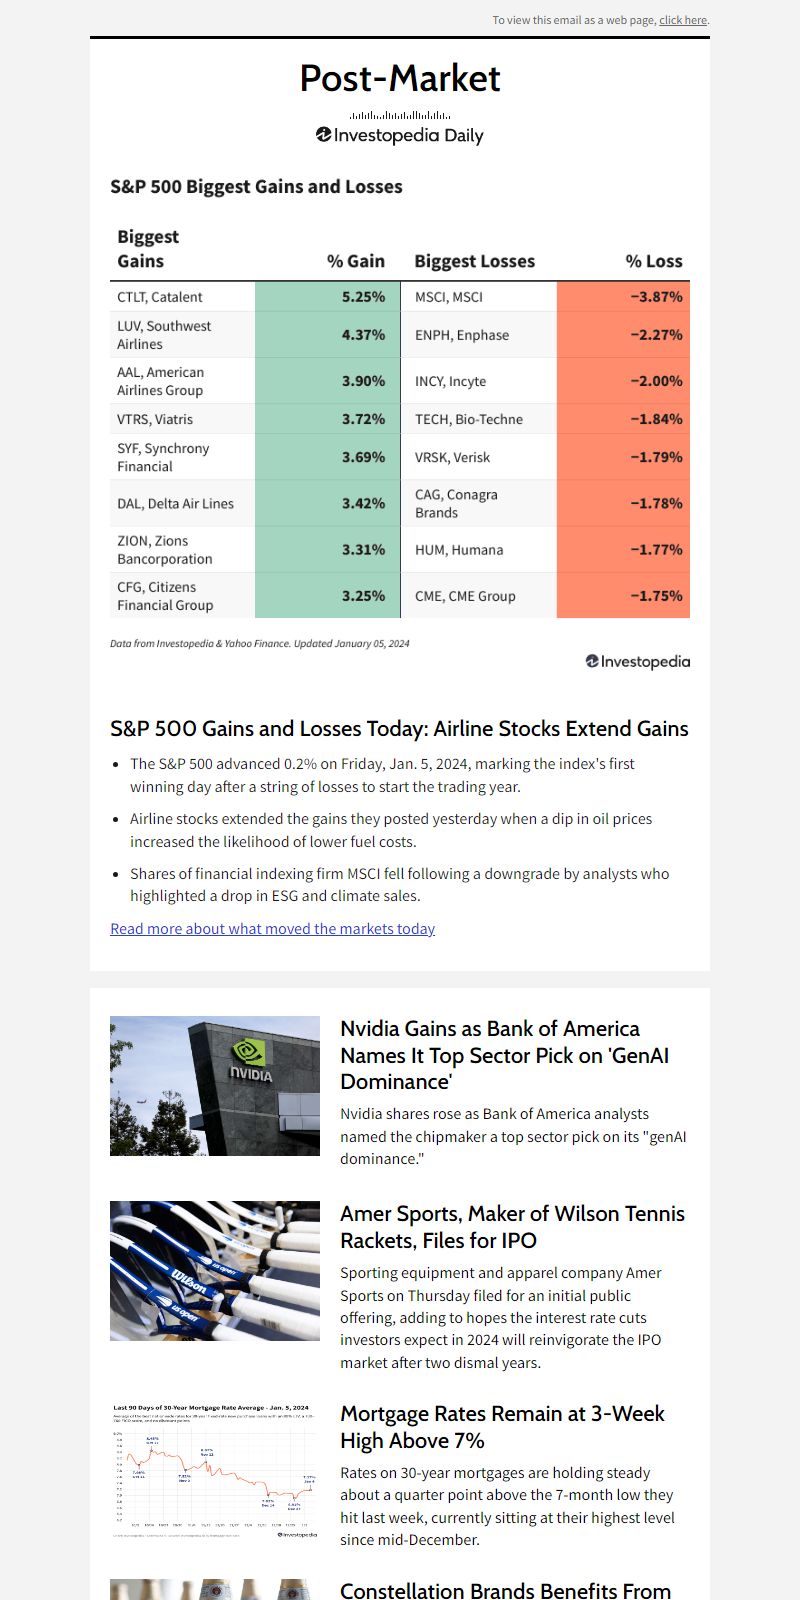 To view this email as a web page, click here.
Post-Market
Investopedia Daily
S&P 500 Biggest Gains and Losses
Biggest
Gains % Gain Biggest Losses % Loss
CTLT, Catalent 5.25% MSCI, MSCI −3.87%
LUV, Southwest
Airlines 4.37% ENPH, Enphase −2.27%
AAL, American
Airlines Group 3.90% INCY, Incyte −2.00%
VTRS, Viatris 3.72% TECH, Bio-Techne −1.84%
SYF, Synchrony
Financial 3.69% VRSK, Verisk −1.79%
DAL, Delta Air Lines 3.42% CAG, Conagra
Brands −1.78%
ZION, Zions
Bancorporation 3.31% HUM, Humana −1.77%
CFG, Citizens
Financial Group 3.25% CME, CME Group −1.75%
Data from Investopedia & Yahoo Finance. Updated January 05, 2024
Investopedia
S&P 500 Gains and Losses Today: Airline Stocks Extend Gains
• The S&P 500 advanced 0.2% on Friday, Jan. 5, 2024, marking the index's first
winning day after a string of losses to start the trading year.
• Airline stocks extended the gains they posted yesterday when a dip in oil prices
increased the likelihood of lower fuel costs.
• Shares of financial indexing firm MSCI fell following a downgrade by analysts who
highlighted a drop in ESG and climate sales.
Read more about what moved the markets today
NVIDIA
Nvidia Gains as Bank of America
Names It Top Sector Pick on 'GenAI
Dominance'
Nvidia shares rose as Bank of America analysts
named the chipmaker a top sector pick on its "genAI
dominance."
us open
Wilson
us open
Amer Sports, Maker of Wilson Tennis
Rackets, Files for IPO
Sporting equipment and apparel company Amer
Sports on Thursday filed for an initial public
offering, adding to hopes the interest rate cuts
investors expect in 2024 will reinvigorate the IPO
market after two dismal years.
Last 90 Days of 30-Year Mortgage Rate Average - Jan. 5, 2024
Investopedia
Mortgage Rates Remain at 3-Week
High Above 7%
Rates on 30-year mortgages are holding steady
about a quarter point above the 7-month low they
hit last week, currently sitting at their highest level
since mid-December.
Constellation Brands Benefits From